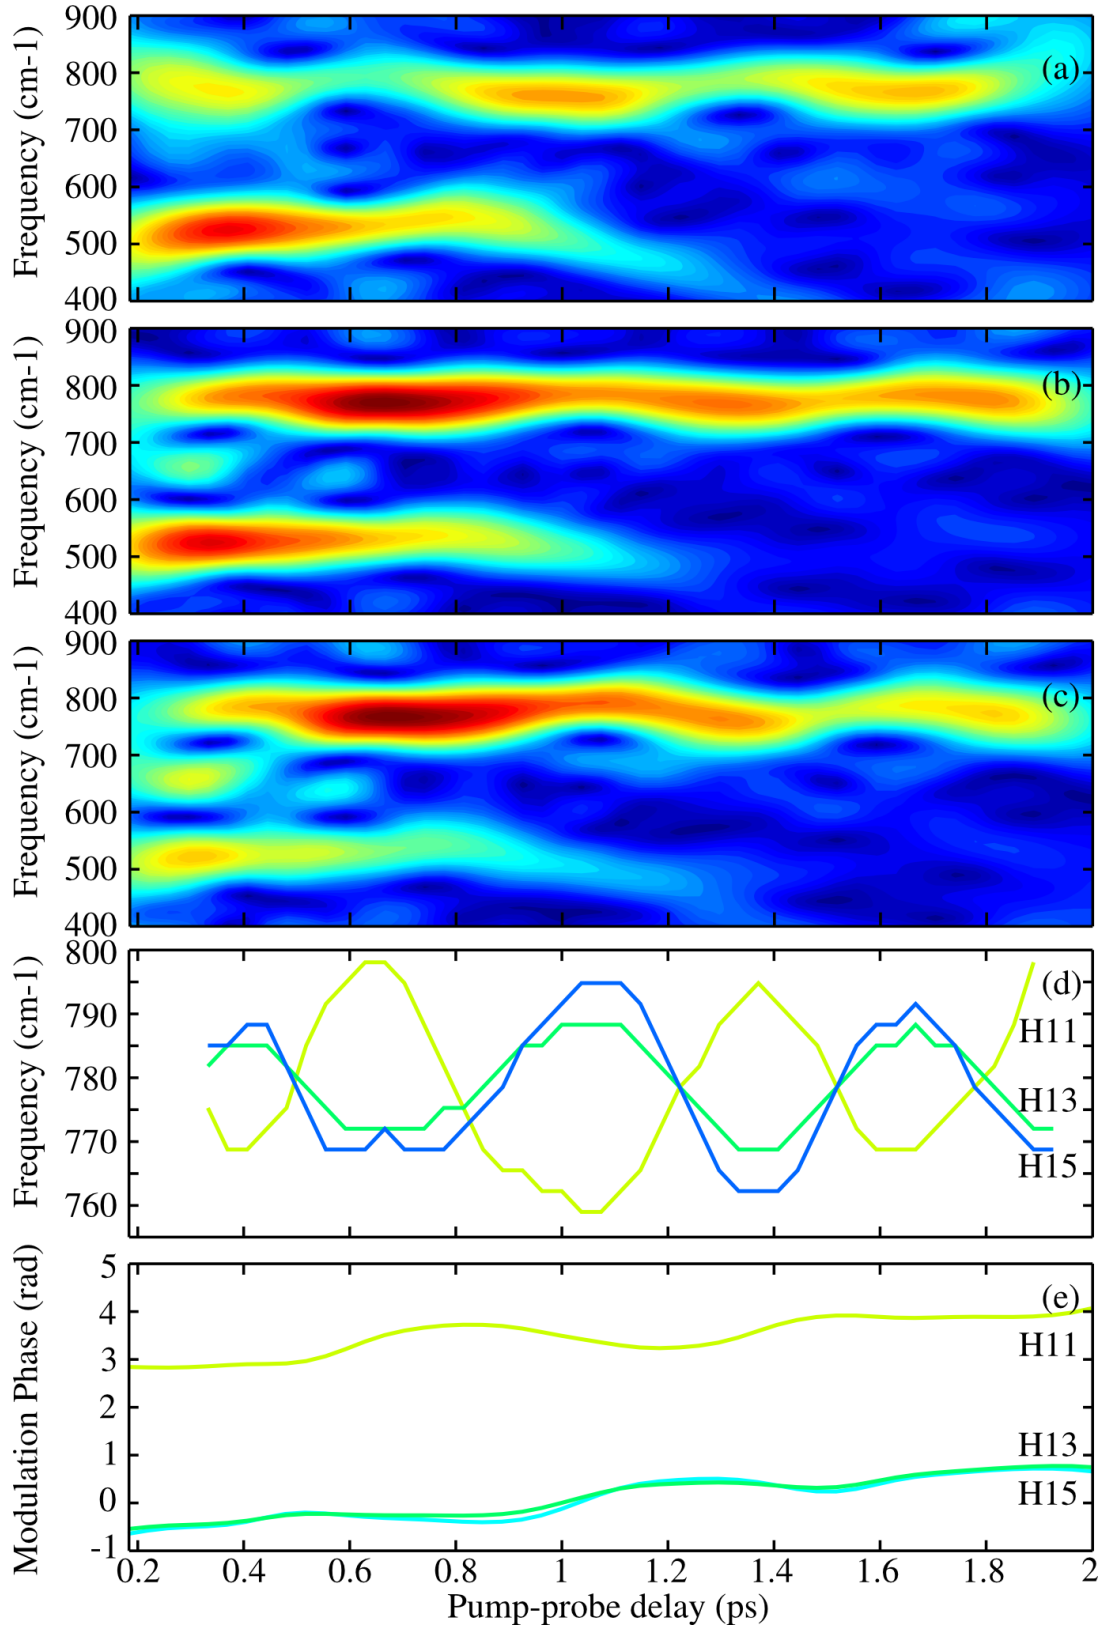 900
800
700
600
500
400
Frequency (cm-1)
(a)
900
800
700
600
500
400
Frequency (cm-1)
(b)
900
800
700
600
500
400
Frequency (cm-1)
(c)
800
790
780
770
760
Frequency (cm-1)
(d)
H11
H13
H15
5
4
3
2
1
0
-1
Modulation Phase (rad)
(e)
H11
H13
H15
0.2 0.4 0.6 0.8 1 1.2 1.4 1.6 1.8 2
Pump-probe delay (ps)